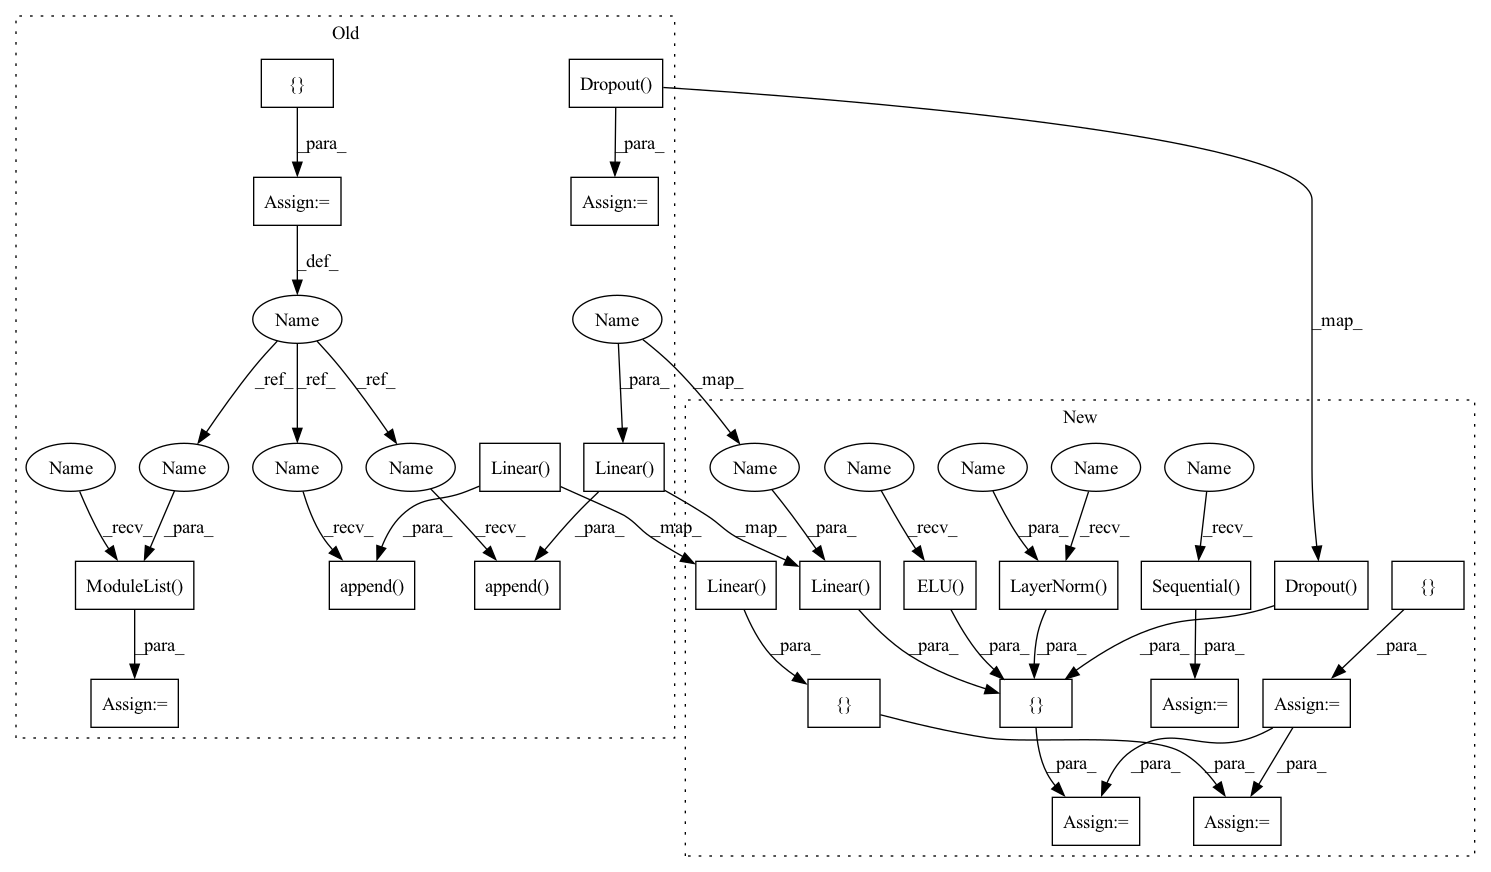 Old
{}
Dropout()
_para_
_para_
Assign:=
Assign:=
_def_
Name
Name
_map_
_ref_
_ref_
_ref_
_para_
_map_
New
Name
Name
Name
Name
Linear()
Linear()
Name
Name
Name
Name
Name
_recv_
_para_
_recv_
_para_
_recv_
_para_
_map_
_map_
_para_
_recv_
_para_
_recv_
_recv_
ModuleList()
append()
append()
Linear()
Linear()
ELU()
LayerNorm()
Sequential()
Dropout()
{}
_para_
_para_
_para_
_para_
_para_
_para_
_para_
_para_
Assign:=
{}
{}
Assign:=
Assign:=
_para_
_para_
_para_
_para_
Assign:=
Assign:=